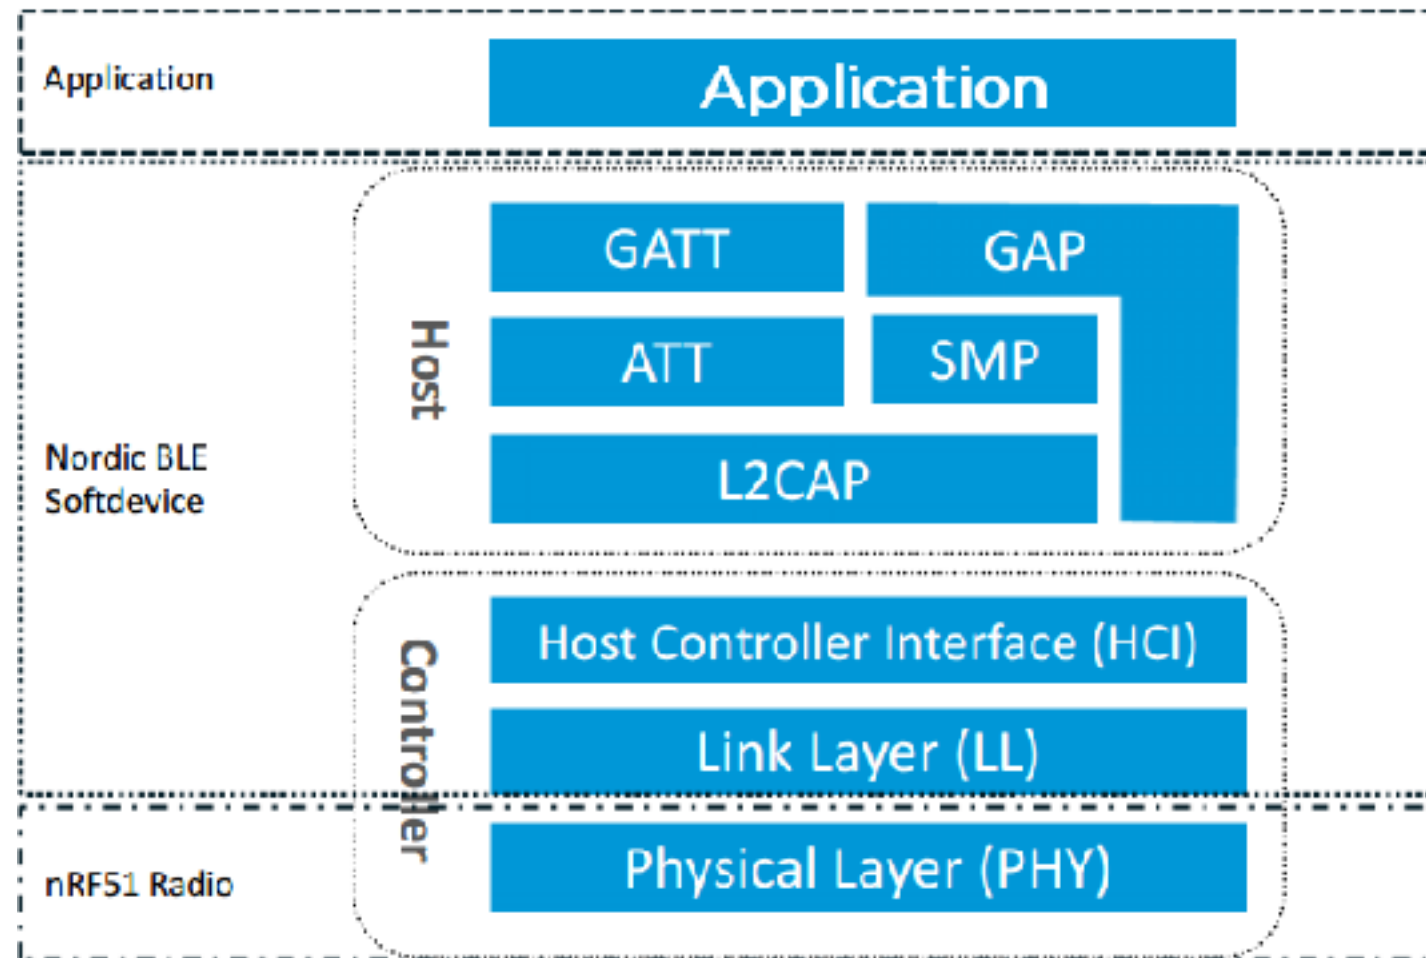 Application
Application
Nordic BLE
Softdevice
Host
GATT
GAP
ATT
SMP
L2CAP
Controller
Host Controller Interface (HCI)
Link Layer (LL)
nRF51 Radio
Physical Layer (PHY)